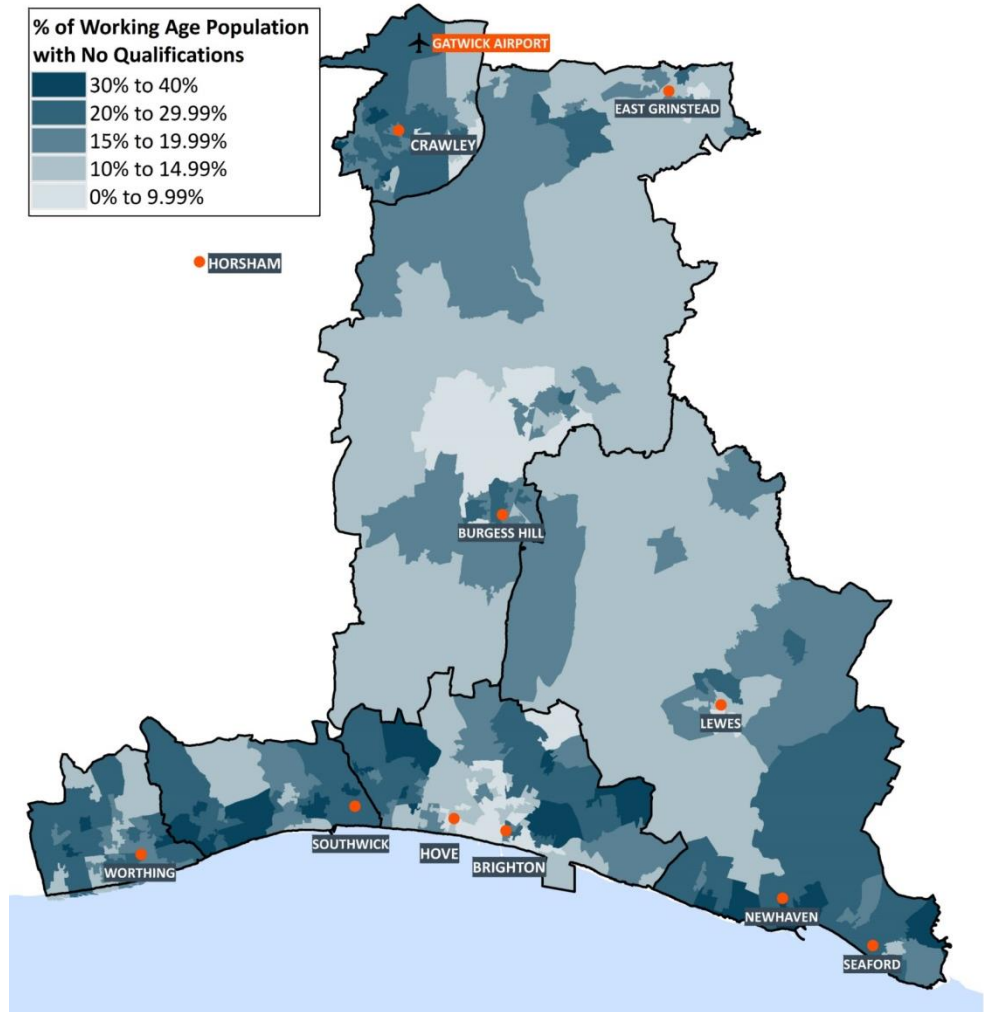 % of Working Age Population
with No Qualifications
30% to 40%
20% to 29.99%
15% to 19.99%
10% to 14.99%
0% to 9.99%
GATWICK AIRPORT
EAST GRINSTEAD
CRAWLEY
HORSHAM
BURGESS HILL
LEWES
SOUTHWICK
HOVE
BRIGHTON
WORTHING
NEWHAVEN
SEAFORD